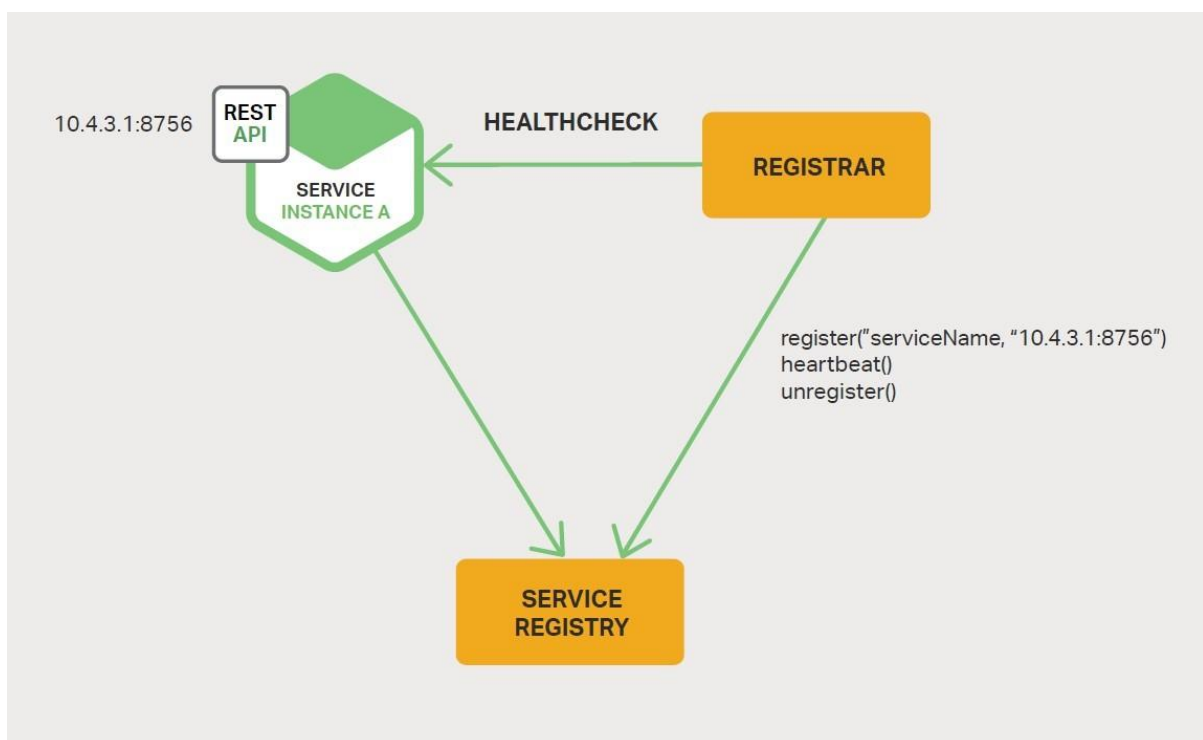 10.4.3.1:8756
REST
API
SERVICE
INSTANCE A
HEALTHCHECK
REGISTRAR
register("serviceName, “10.4.3.1:8756”)
heartbeat()
unregister()
SERVICE
REGISTRY